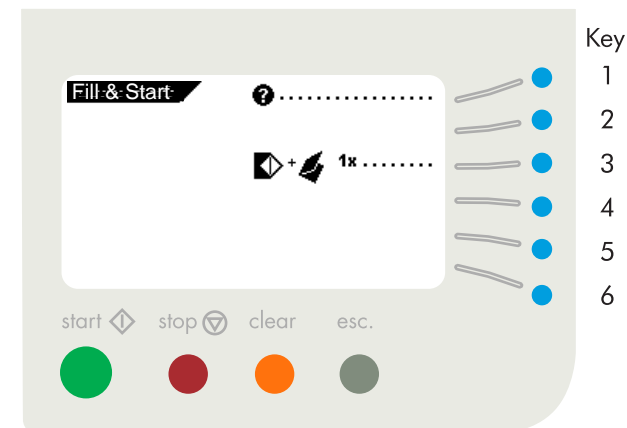 Key
Fill & Start
? .................
1
2
+ 1x ........
3
4
5
6
start stop clear esc.